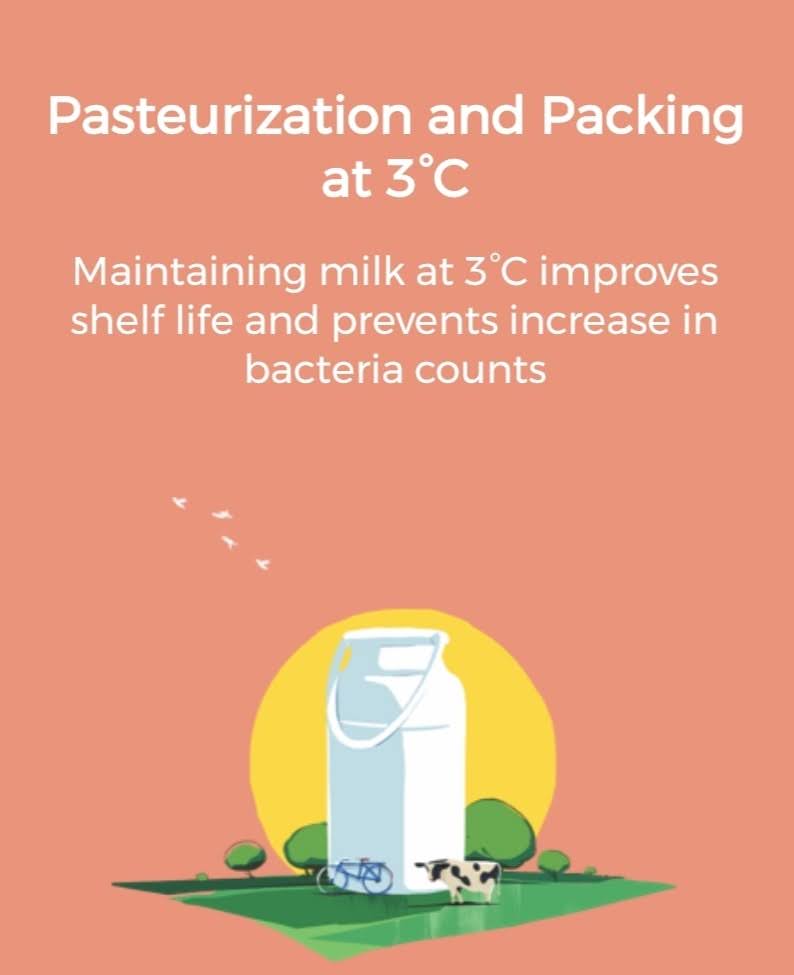 Pasteurization and Packing
at 3°C
Maintaining milk at 3°C improves
shelf life and prevents increase in
bacteria counts